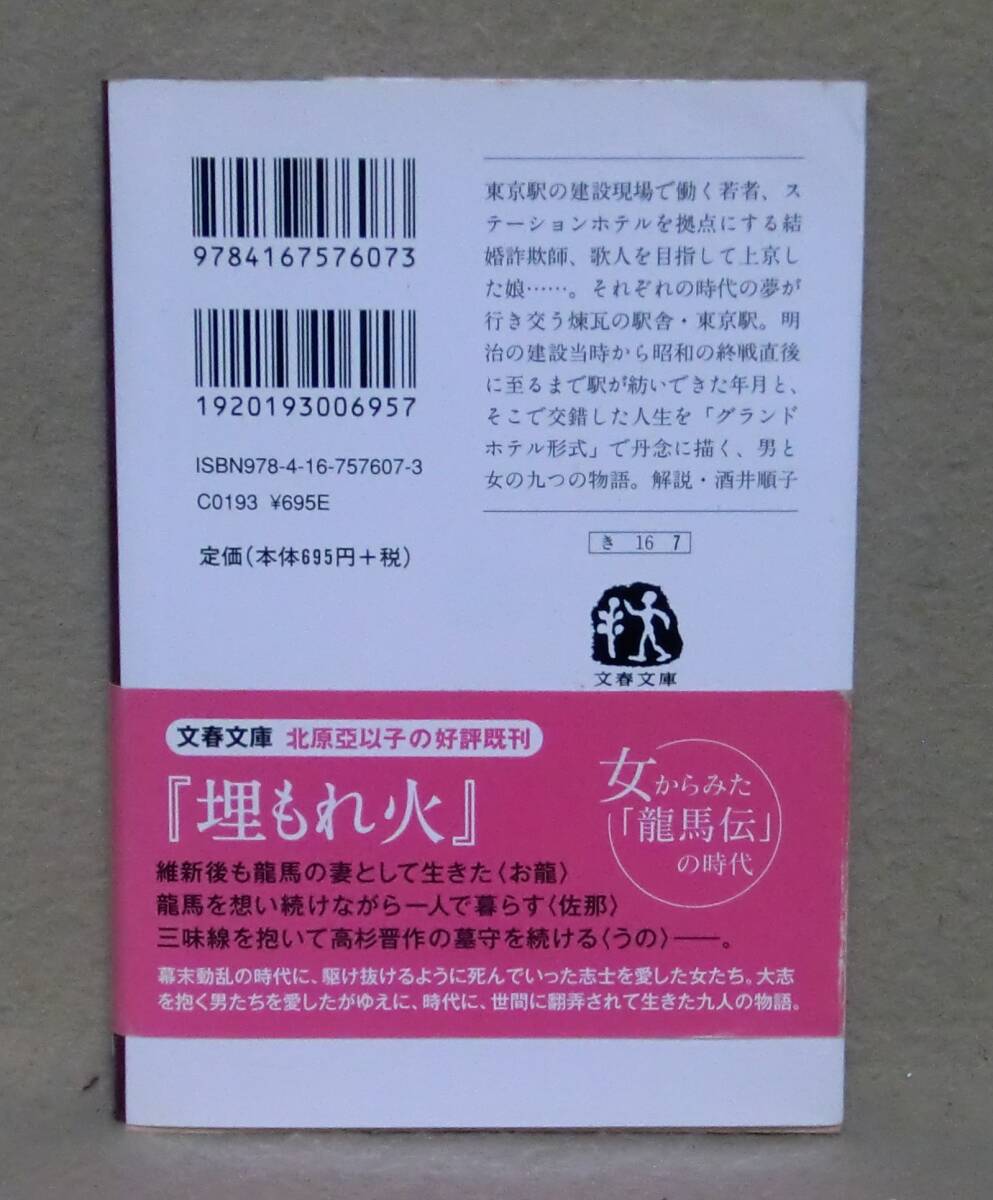 9784167576073
1920193006957
ISBN978-4-16-757607-3
C0193 ¥695E
定価(本体695円+税)
東京駅の建設現場で働く若者、ス
テーションホテルを拠点にする結
婚詐欺師、歌人を目指して上京し
た娘……。それぞれの時代の夢が
行き交う煉瓦の駅舎・東京駅。明
治の建設当時から昭和の終戦直後
に至るまで駅が紡いできた年月と、
そこで交錯した人生を「グランド
ホテル形式」で丹念に描く、男と
女の九つの物語。解説・酒井順子
き 16 7
文春文庫
文春文庫 北原亞以子の好評既刊
『埋もれ火』
女からみた
「龍馬伝」
の時代
維新後も龍馬の妻として生きた〈お龍〉
龍馬を想い続けながら一人で暮らす〈佐那〉
三味線を抱いて高杉晋作の墓守を続ける〈うの〉──。
幕末動乱の時代に、駆け抜けるように死んでいった志士を愛した女たち。大志
を抱く男たちを愛したがゆえに、時代に、世間に翻弄されて生きた九人の物語。